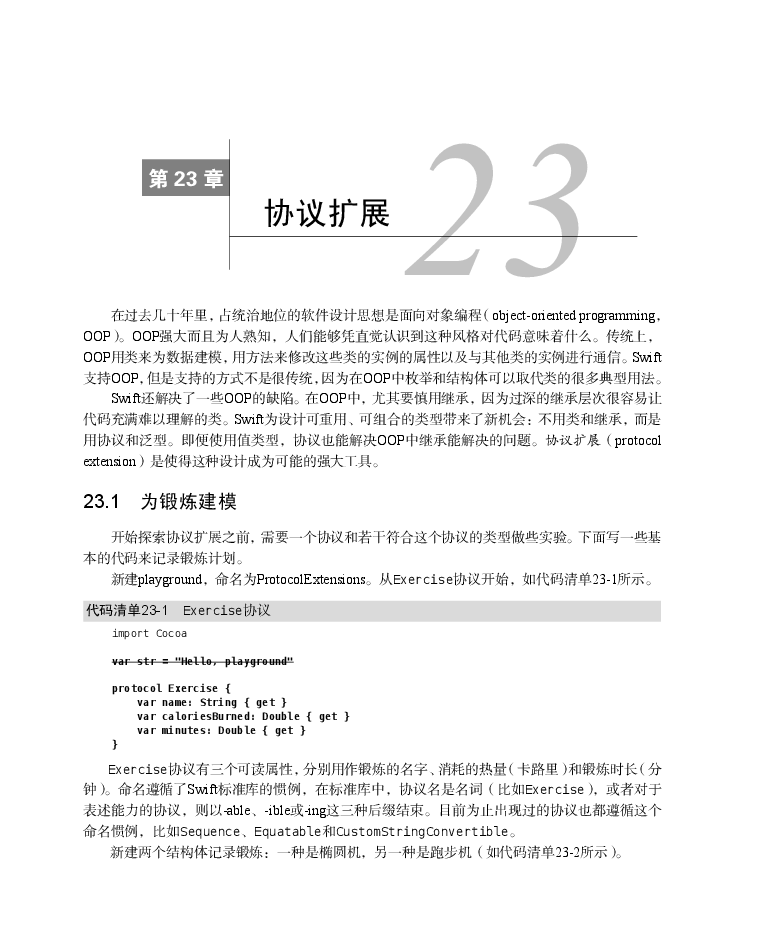 第 23 章
23
协议扩展
在过去几十年里，占统治地位的软件设计思想是面向对象编程（object-oriented programming，
OOP）。OOP强大而且为人熟知，人们能够凭直觉认识到这种风格对代码意味着什么。传统上，
OOP用类来为数据建模，用方法来修改这些类的实例的属性以及与其他类的实例进行通信。Swift
支持OOP，但是支持的方式不是很传统，因为在OOP中枚举和结构体可以取代类的很多典型用法。
Swift还解决了一些OOP的缺陷。在OOP中，尤其要慎用继承，因为过深的继承层次很容易让
代码充满难以理解的类。Swift为设计可重用、可组合的类型带来了新机会：不用类和继承，而是
用协议和泛型。即便使用值类型，协议也能解决OOP中继承能解决的问题。协议扩展（protocol
extension）是使得这种设计成为可能的强大工具。
23.1 为锻炼建模
开始探索协议扩展之前，需要一个协议和若干符合这个协议的类型做些实验。下面写一些基
本的代码来记录锻炼计划。
新建playground，命名为ProtocolExtensions。从Exercise协议开始，如代码清单23-1所示。
代码清单23-1 Exercise协议
import Cocoa
var str = "Hello, playground"
protocol Exercise {
var name: String { get }
var caloriesBurned: Double { get }
var minutes: Double { get }
}
Exercise协议有三个可读属性，分别用作锻炼的名字、消耗的热量（卡路里）和锻炼时长（分
钟）。命名遵循了Swift标准库的惯例，在标准库中，协议名是名词（比如Exercise），或者对于
表述能力的协议，则以-able、-ible或-ing这三种后缀结束。目前为止出现过的协议也都遵循这个
命名惯例，比如Sequence、Equatable和CustomStringConvertible。
新建两个结构体记录锻炼：一种是椭圆机，另一种是跑步机（如代码清单23-2所示）。